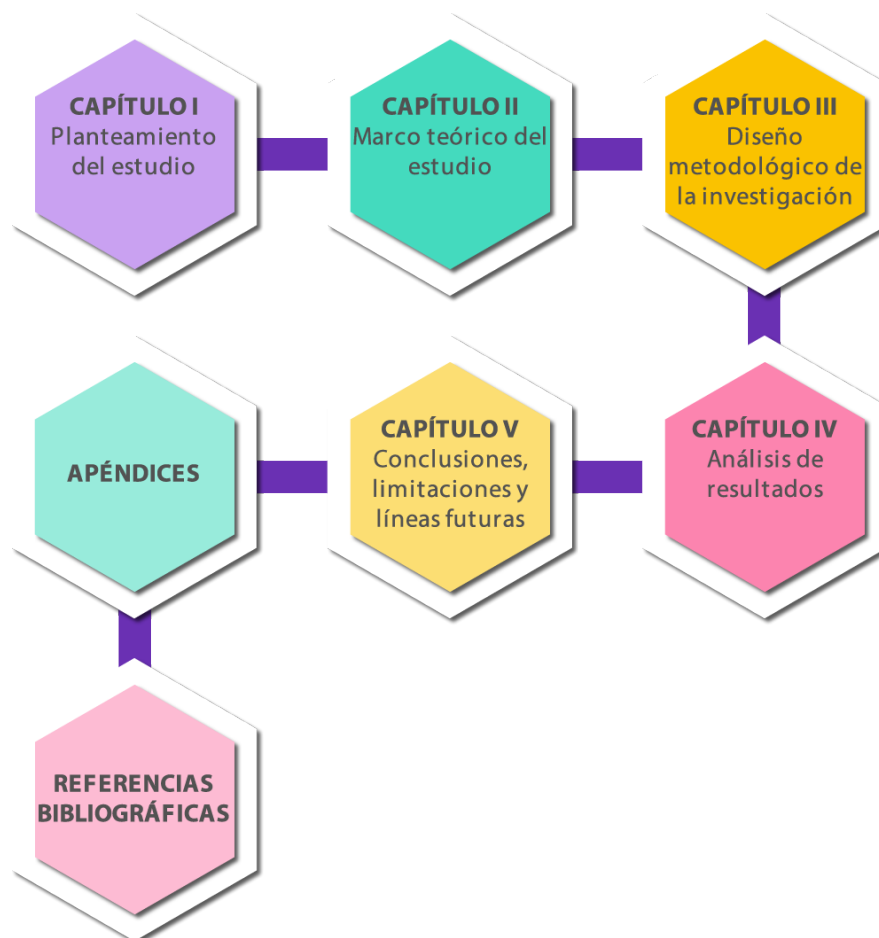 CAPÍTULO I
Planteamiento
del estudio
CAPÍTULO II
Marco teórico del
estudio
CAPÍTULO III
Diseño
metodológico de
la investigación
CAPÍTULO IV
Análisis de
resultados
CAPÍTULO V
Conclusiones,
limitaciones y
líneas futuras
APÉNDICES
REFERENCIAS
BIBLIOGRÁFICAS